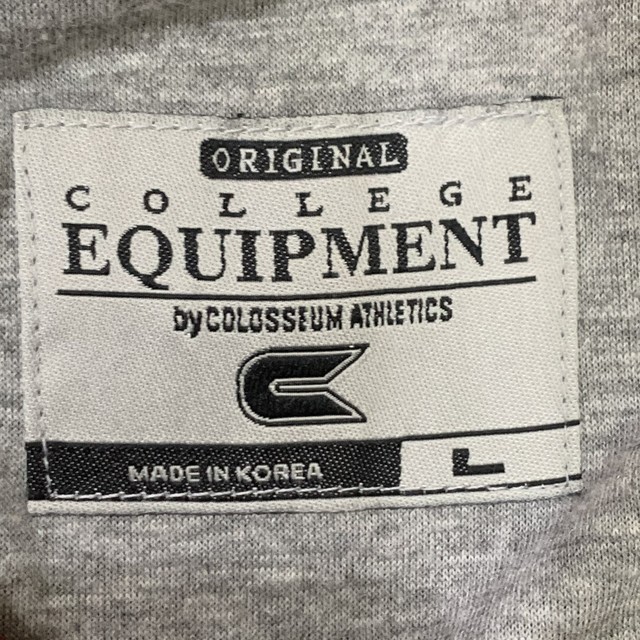 ORIGINAL
COLLEGE
EQUIPMENT
by COLOSSEUM ATHLETICS
MADE IN KOREA L